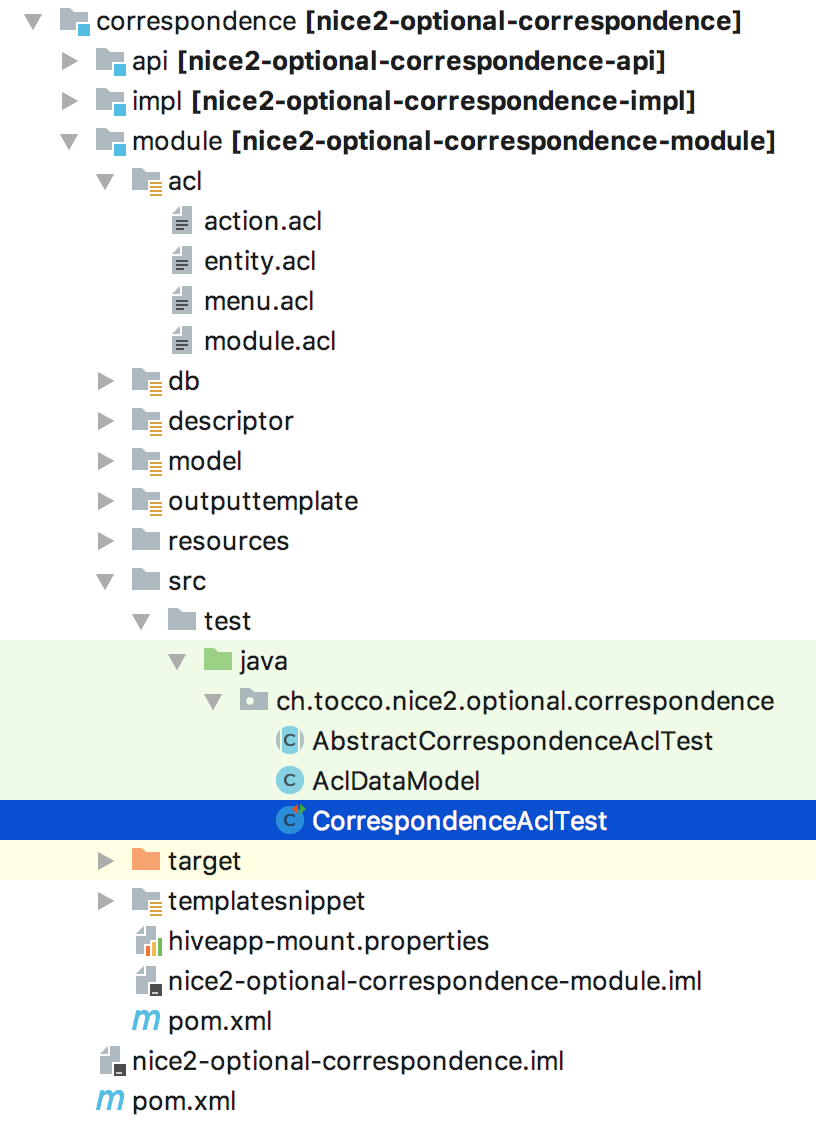 correspondence [nice2-optional-correspondence]
api [nice2-optional-correspondence-api]
impl [nice2-optional-correspondence-impl]
module [nice2-optional-correspondence-module]
acl
action.acl
entity.acl
menu.acl
module.acl
db
descriptor
model
outputtemplate
resources
src
test
java
ch.tocco.nice2.optional.correspondence
C AbstractCorrespondenceAclTest
C AclDataModel
C CorrespondenceAclTest
target
templatesnippet
hiveapp-mount.properties
nice2-optional-correspondence-module.iml
m pom.xml
nice2-optional-correspondence.iml
m pom.xml